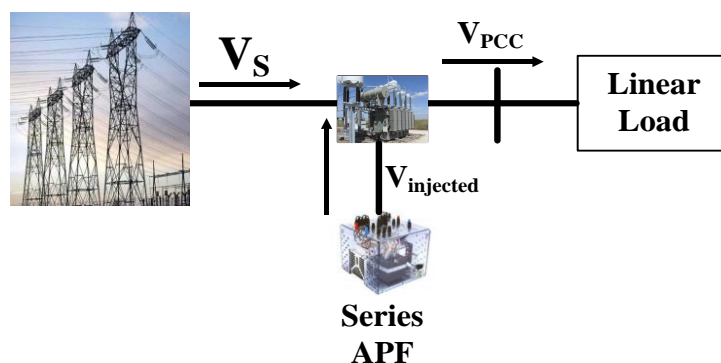 V_S
V_PCC
Linear
Load
V_injected
Series
APF